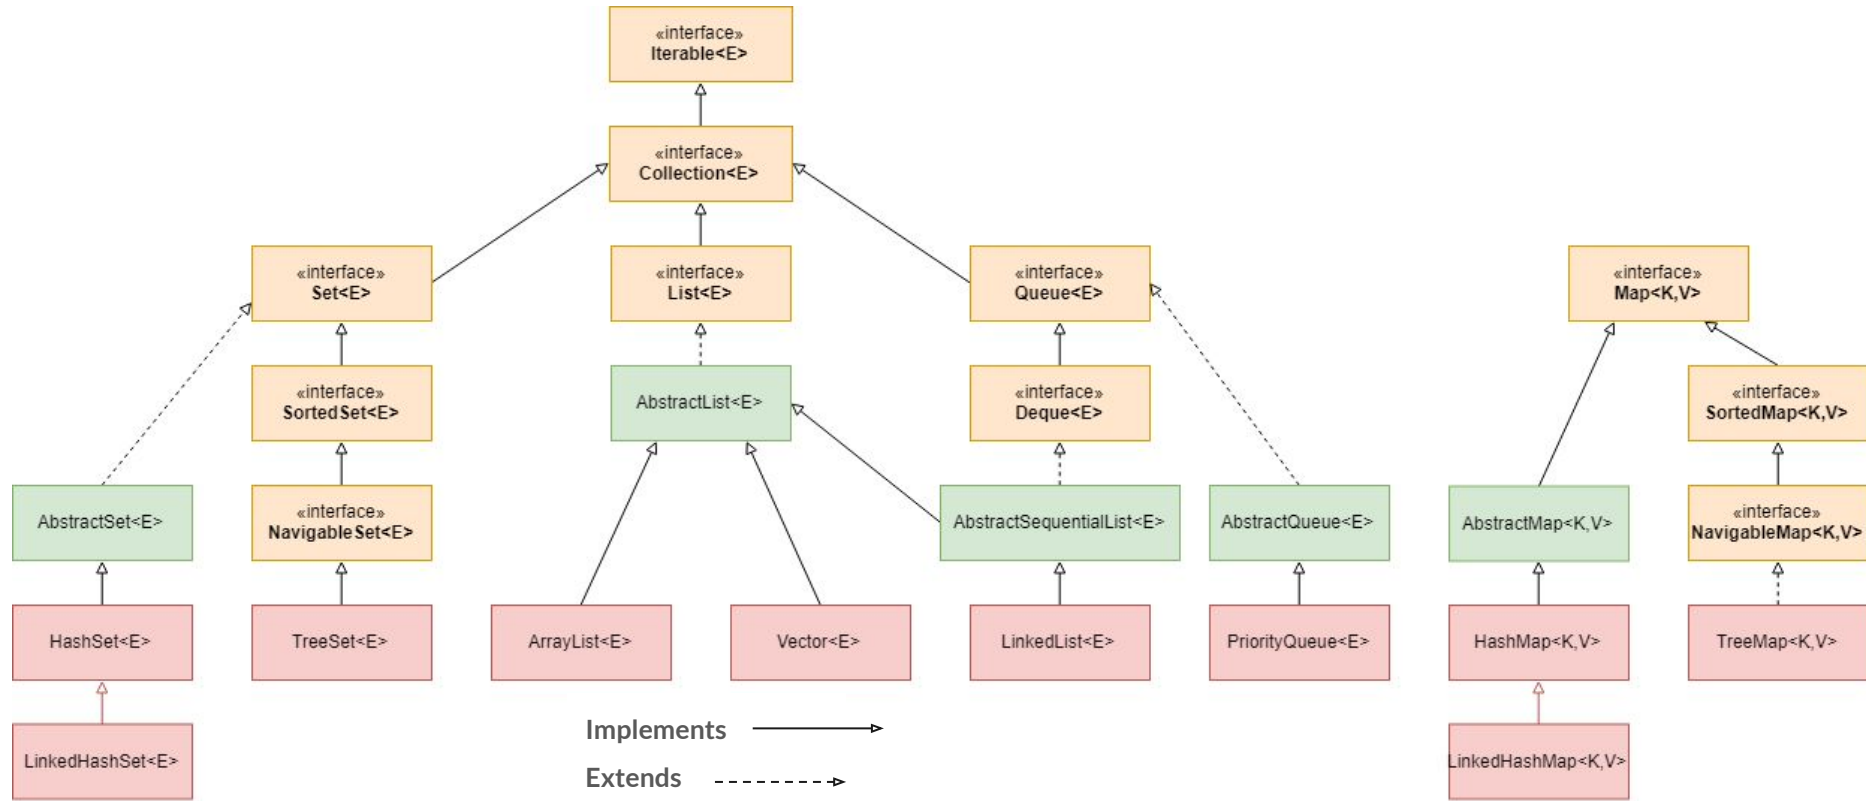 «interface»
Iterable<E>
«interface»
Collection<E>
«interface»
Set<E>
«interface»
List<E>
«interface»
Queue<E>
«interface»
Map<K,V>
«interface»
SortedSet<E>
AbstractList<E>
«interface»
Deque<E>
«interface»
SortedMap<K,V>
AbstractSet<E>
«interface»
NavigableSet<E>
AbstractSequentialList<E>
AbstractQueue<E>
AbstractMap<K,V>
«interface»
NavigableMap<K,V>
HashSet<E>
TreeSet<E>
ArrayList<E>
Vector<E>
LinkedList<E>
PriorityQueue<E>
HashMap<K,V>
TreeMap<K,V>
LinkedHashSet<E>
LinkedHashMap<K,V>
Implements
Extends